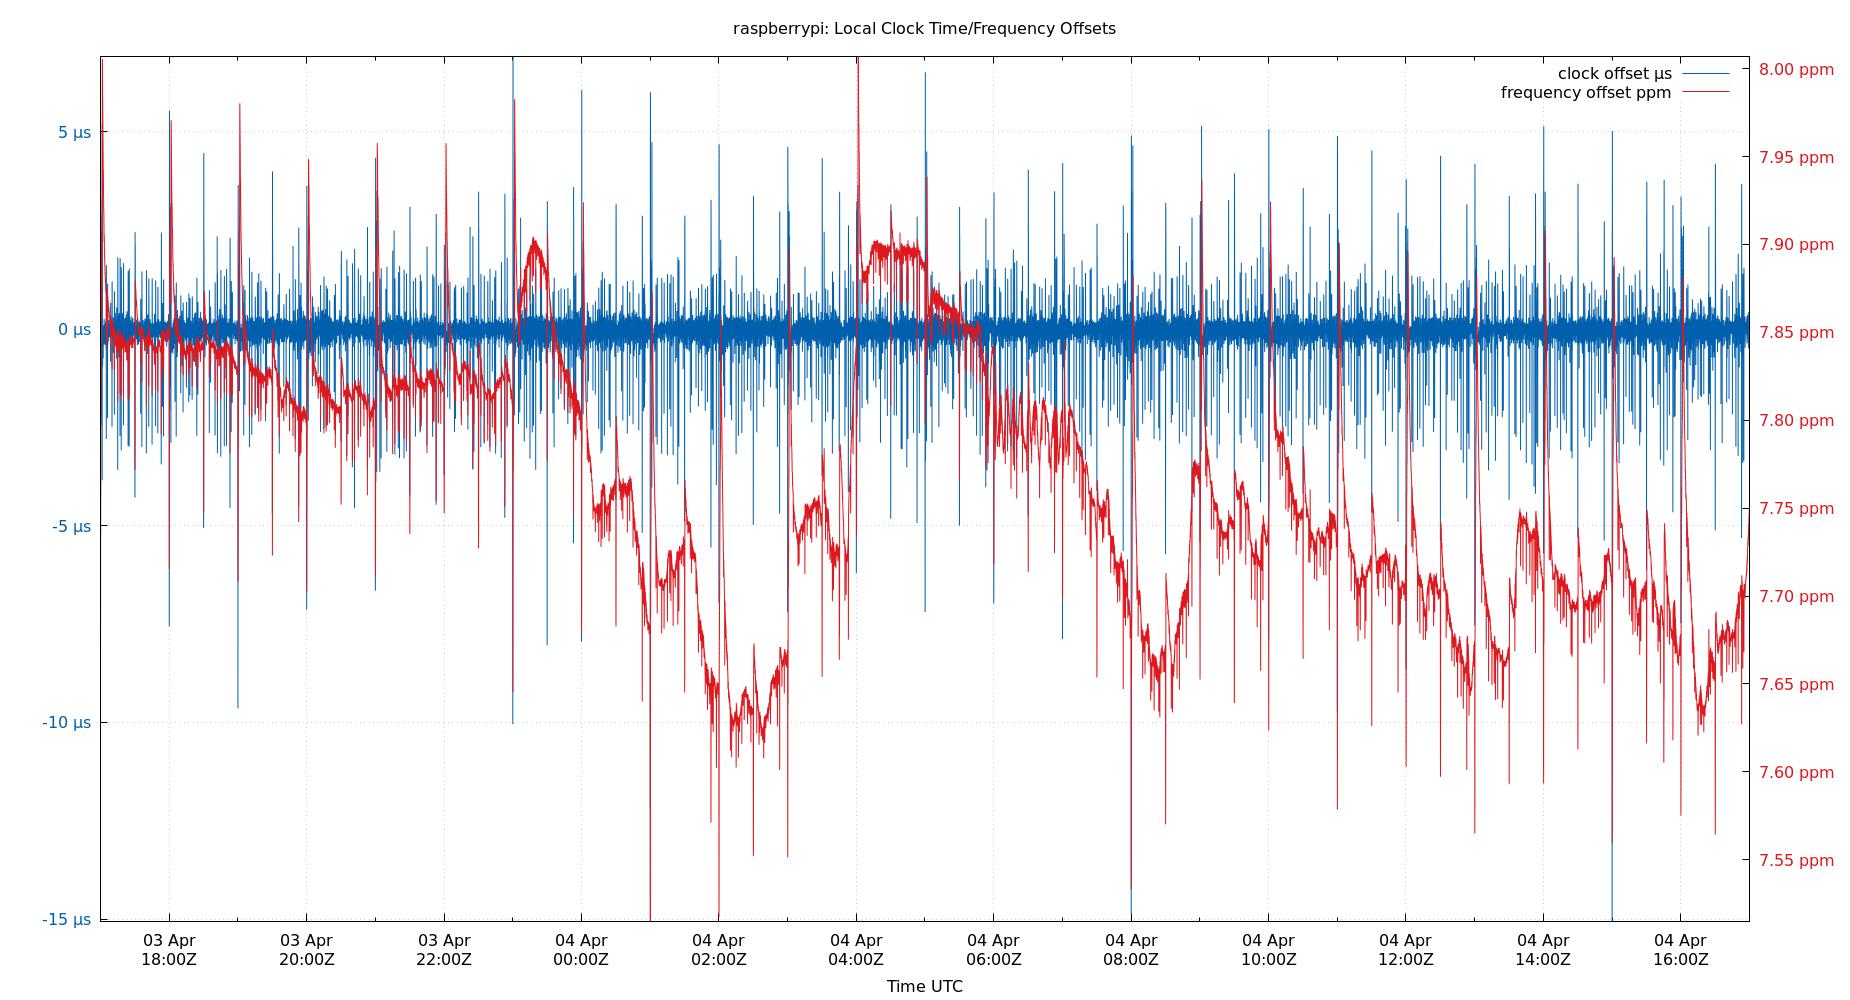 raspberrypi: Local Clock Time/Frequency Offsets
clock offset µs
frequency offset ppm
5 µs
0 µs
-5 µs
-10 µs
-15 µs
8.00 ppm
7.95 ppm
7.90 ppm
7.85 ppm
7.80 ppm
7.75 ppm
7.70 ppm
7.65 ppm
7.60 ppm
7.55 ppm
03 Apr
18:00Z
03 Apr
20:00Z
03 Apr
22:00Z
04 Apr
00:00Z
04 Apr
02:00Z
04 Apr
04:00Z
04 Apr
06:00Z
04 Apr
08:00Z
04 Apr
10:00Z
04 Apr
12:00Z
04 Apr
14:00Z
04 Apr
16:00Z
Time UTC